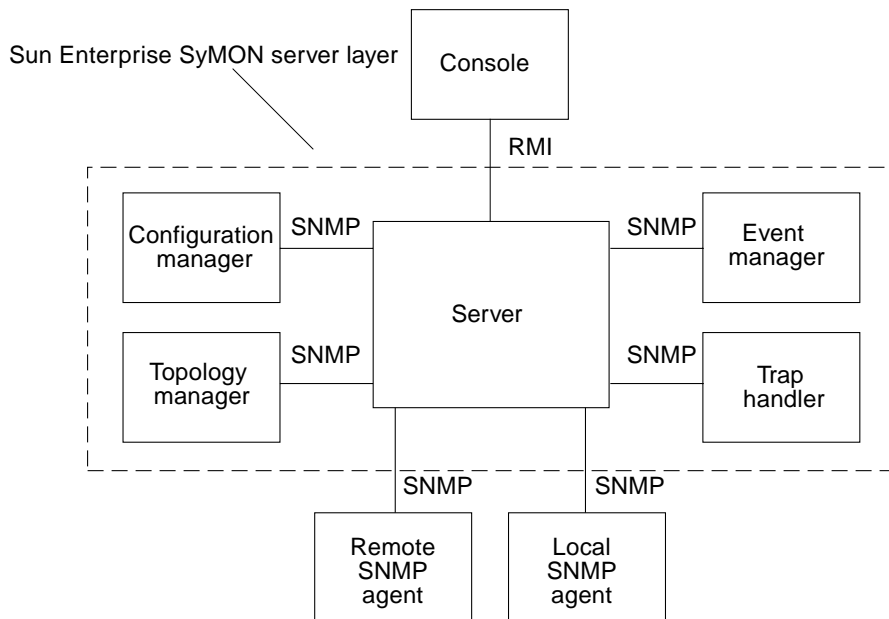 Sun Enterprise SyMON server layer
Console
RMI
Configuration
manager
SNMP
SNMP
Event
manager
Server
Topology
manager
SNMP
SNMP
Trap
handler
SNMP
SNMP
Remote
SNMP
agent
Local
SNMP
agent